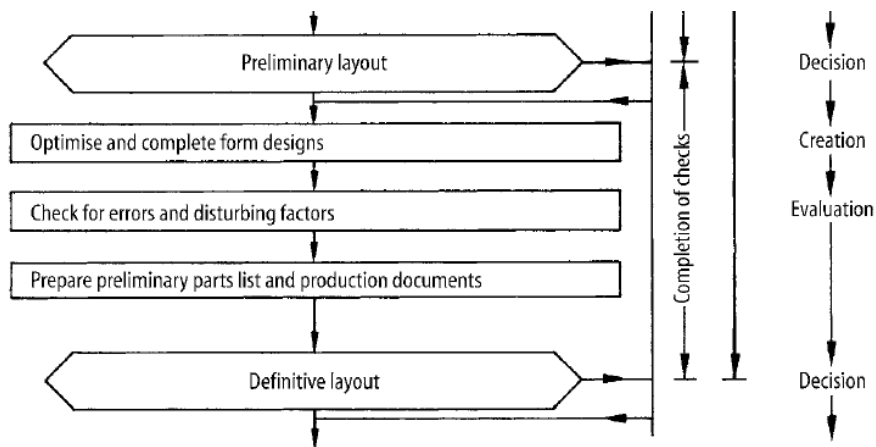 Preliminary layout
Decision
Optimise and complete form designs
Creation
Check for errors and disturbing factors
Evaluation
Prepare preliminary parts list and production documents
Completion of checks
Definitive layout
Decision